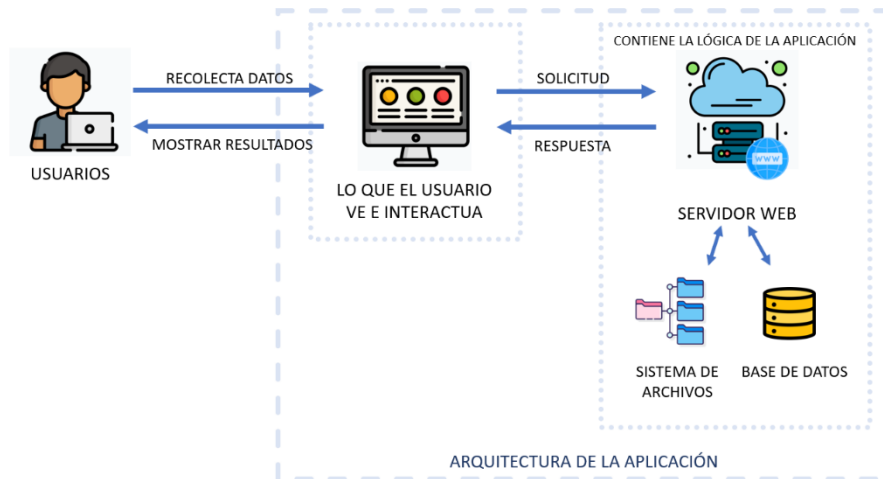 CONTIENE LA LÓGICA DE LA APLICACIÓN
RECOLECTA DATOS
SOLICITUD
MOSTRAR RESULTADOS
RESPUESTA
WWW
USUARIOS
LO QUE EL USUARIO
VE E INTERACTUA
SERVIDOR WEB
SISTEMA DE
ARCHIVOS
BASE DE DATOS
ARQUITECTURA DE LA APLICACIÓN